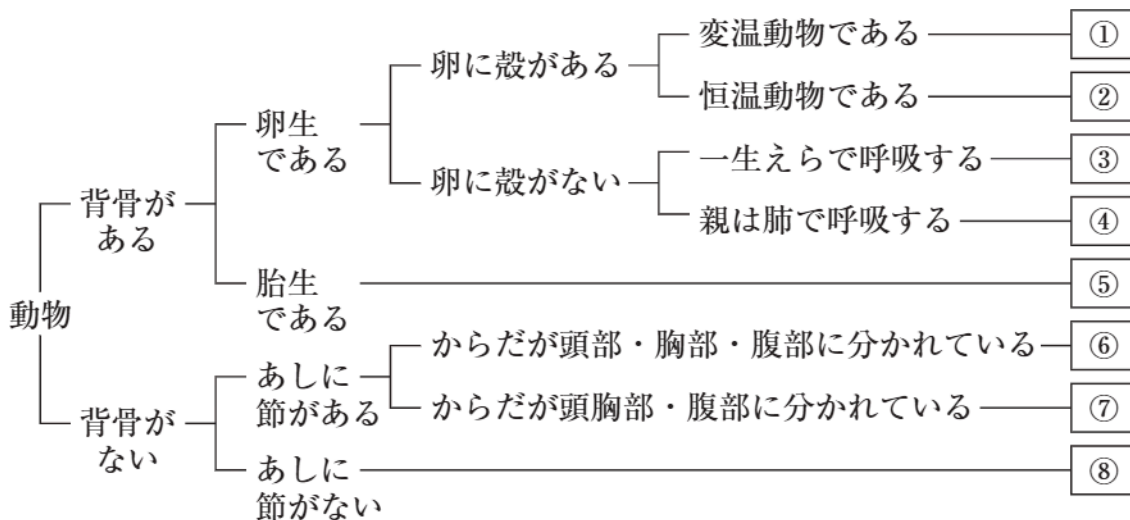 動物
背骨が
ある
背骨が
ない
卵生
である
胎生
である
あしに
節がある
あしに
節がない
卵に殻がある
卵に殻がない
変温動物である
恒温動物である
一生えらで呼吸する
親は肺で呼吸する
からだが頭部・胸部・腹部に分かれている
からだが頭胸部・腹部に分かれている
①
②
③
④
⑤
⑥
⑦
⑧